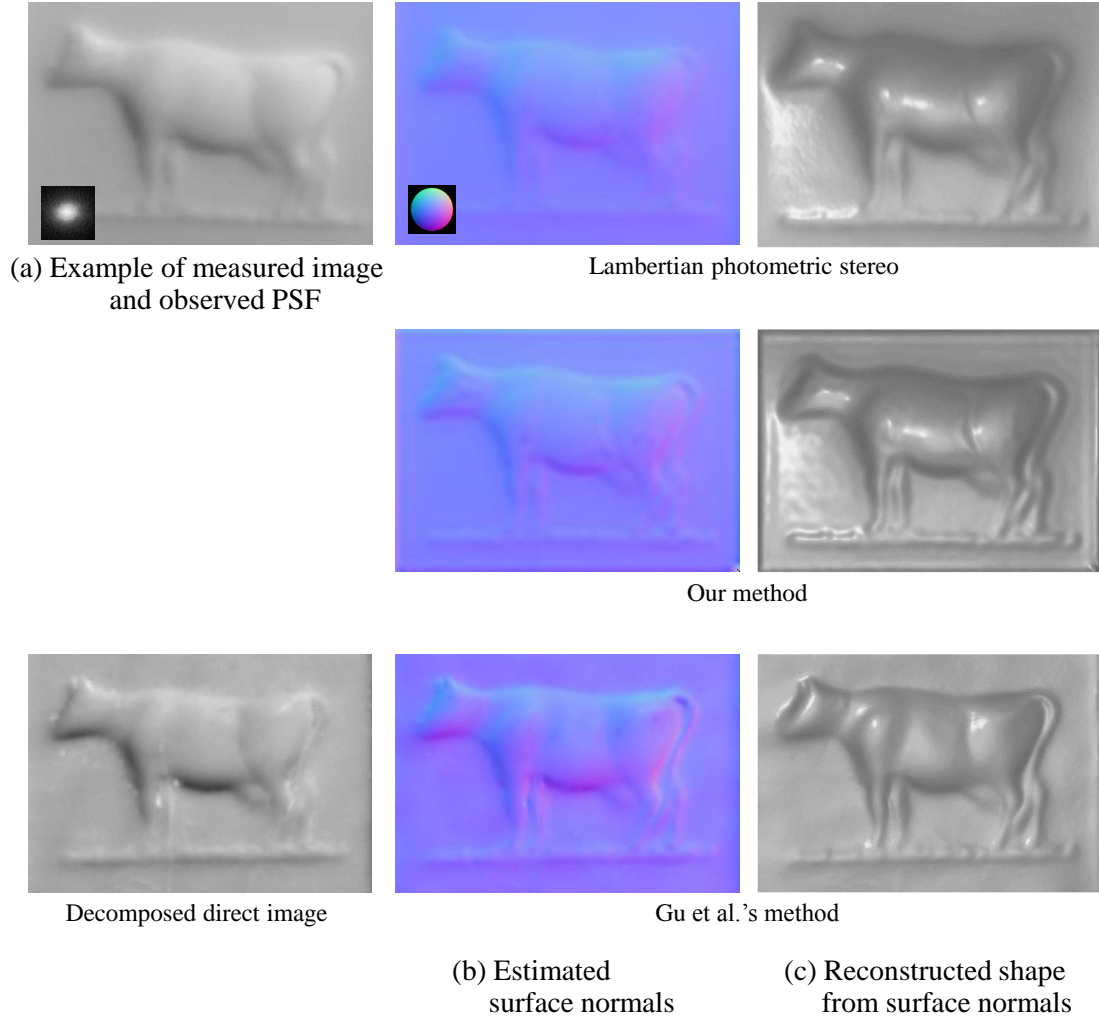 (a) Example of measured image
and observed PSF
Lambertian photometric stereo
Our method
Decomposed direct image
Gu et al.'s method
(b) Estimated
surface normals
(c) Reconstructed shape
from surface normals